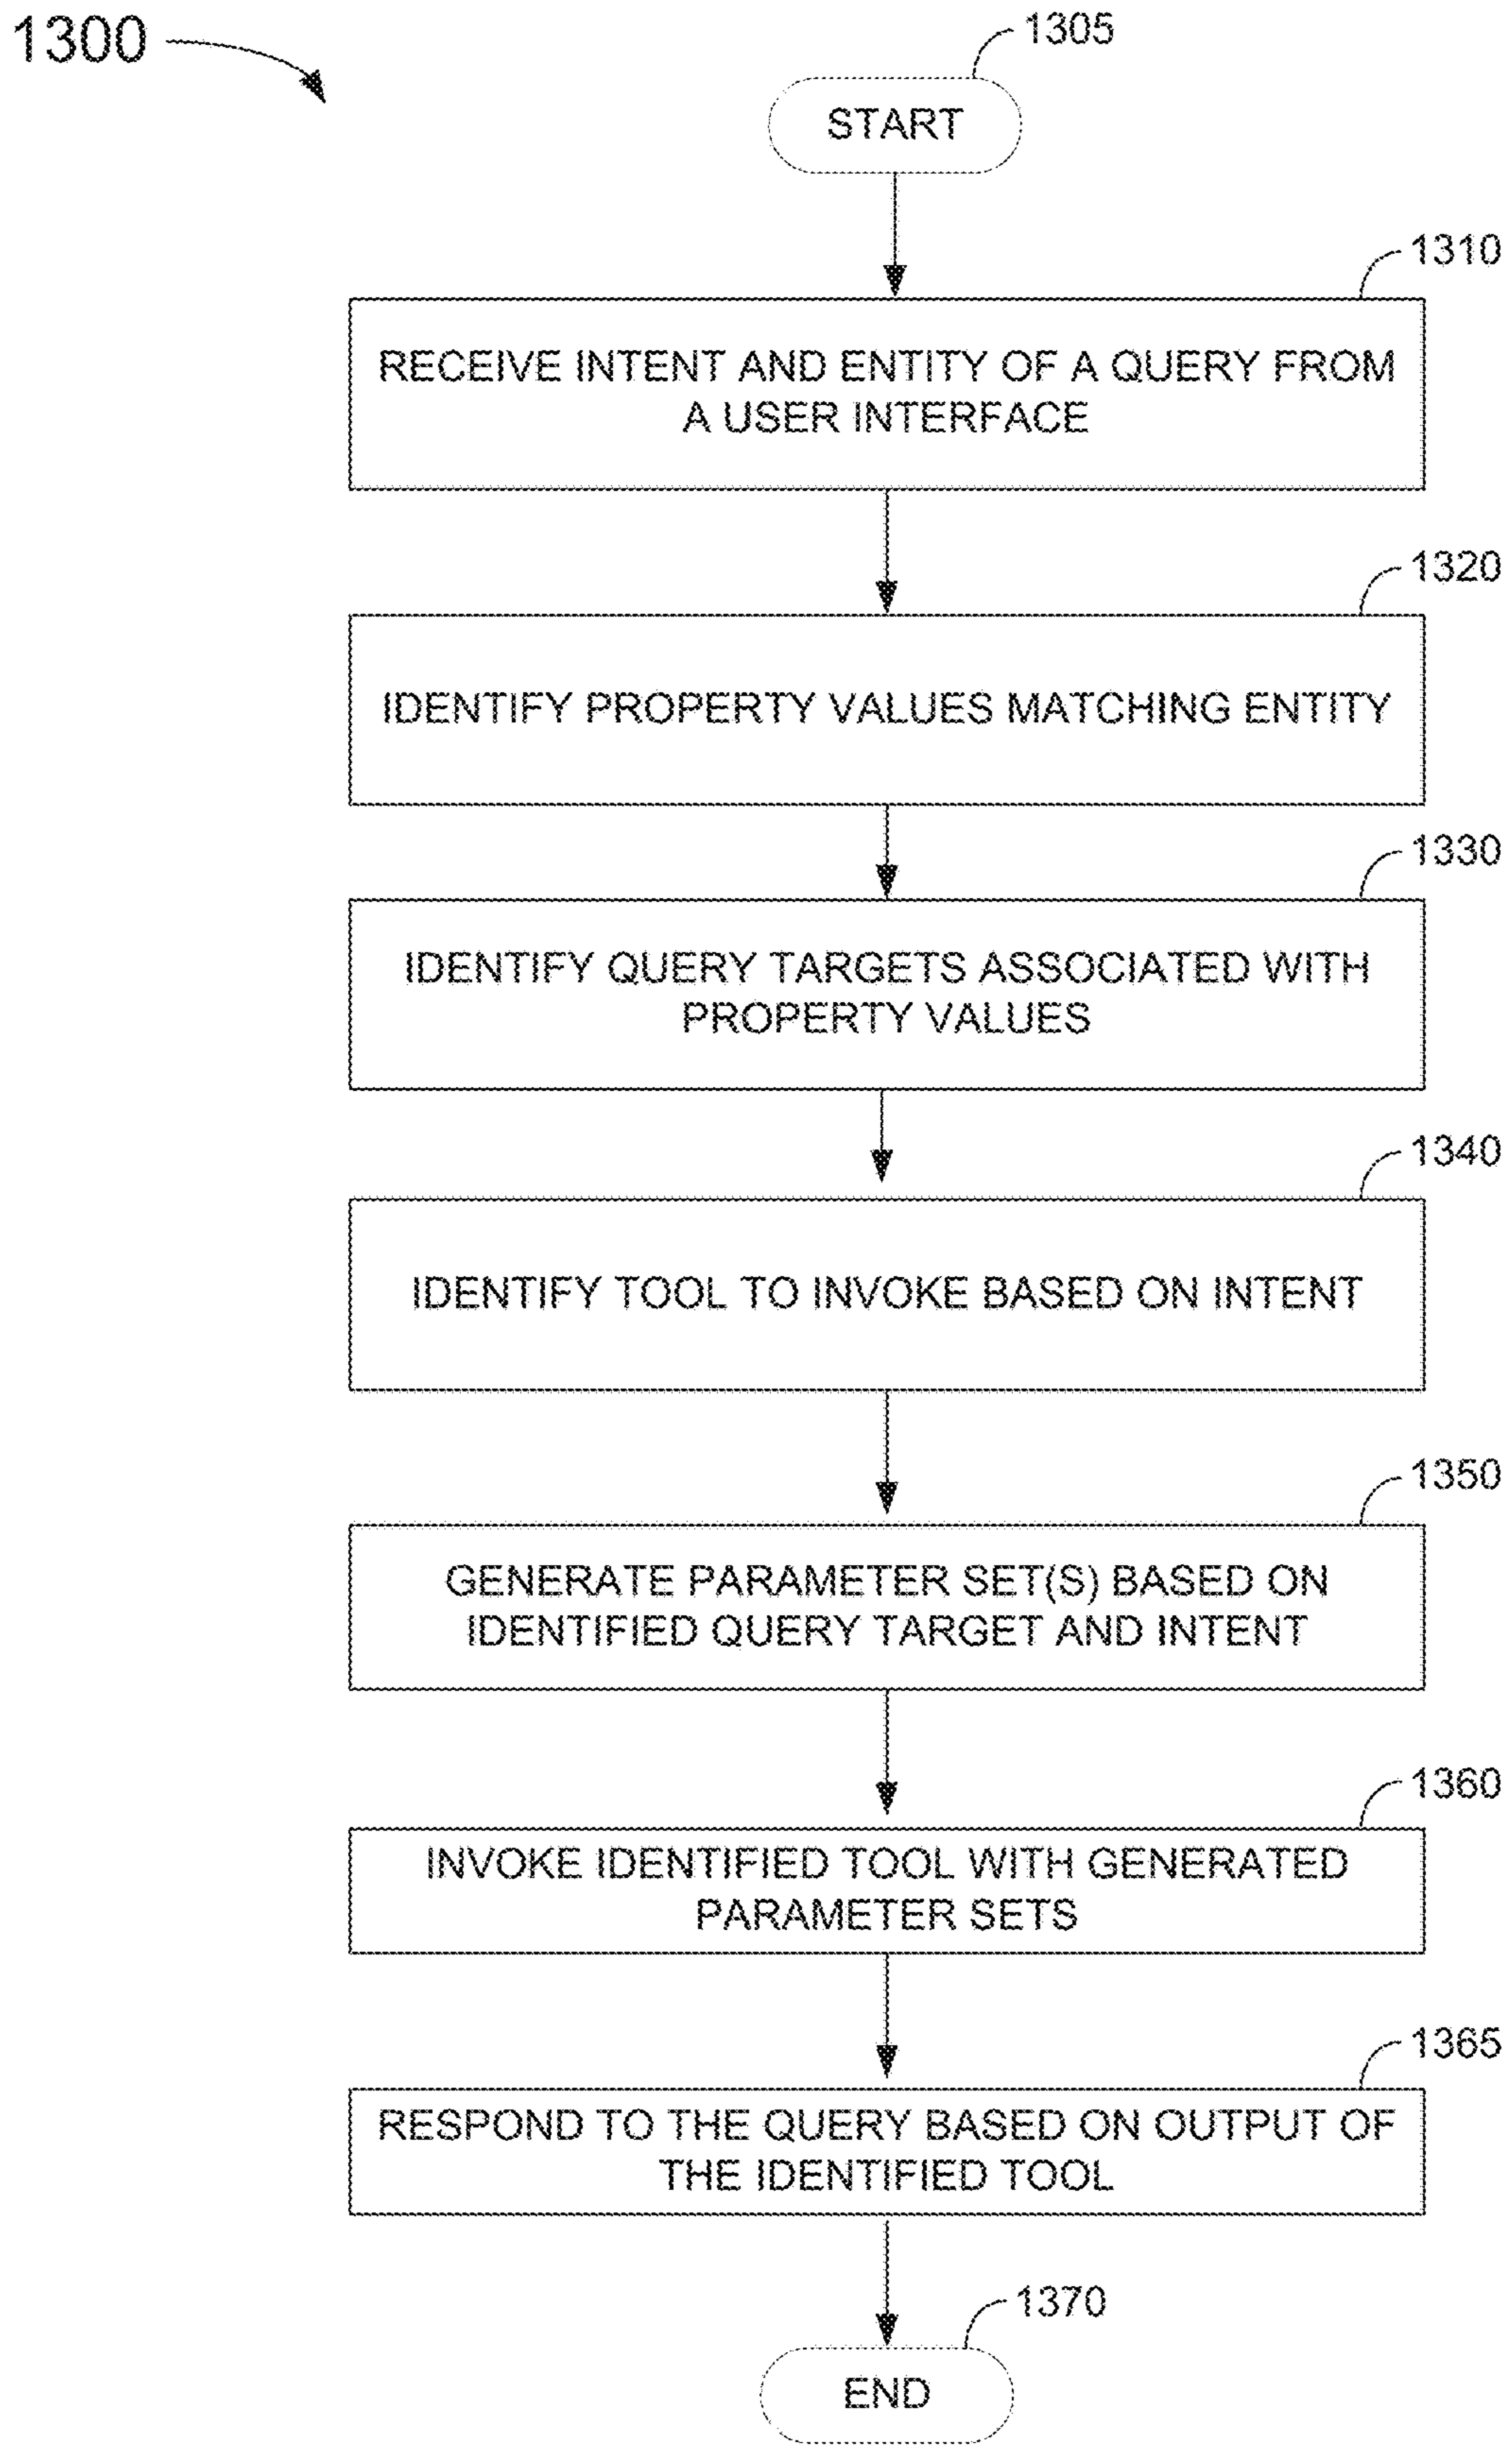 1300
1305
START
1310
RECEIVE INTENT AND ENTITY OF A QUERY FROM
A USER INTERFACE
1320
IDENTIFY PROPERTY VALUES MATCHING ENTITY
1330
IDENTIFY QUERY TARGETS ASSOCIATED WITH
PROPERTY VALUES
1340
IDENTIFY TOOL TO INVOKE BASED ON INTENT
1350
GENERATE PARAMETER SET(S) BASED ON
IDENTIFIED QUERY TARGET AND INTENT
1360
INVOKE IDENTIFIED TOOL WITH GENERATED
PARAMETER SETS
1365
RESPOND TO THE QUERY BASED ON OUTPUT OF
THE IDENTIFIED TOOL
1370
END